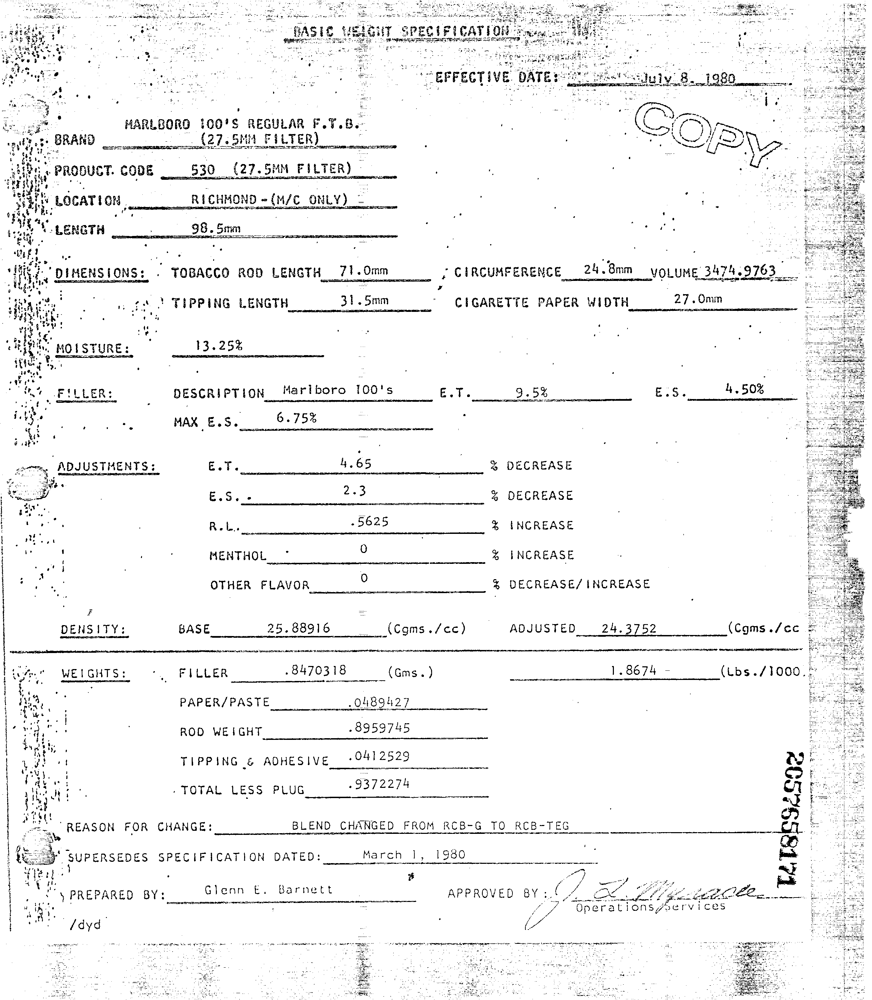 BASIC WEIGHT SPECIFICATION
EFFECTIVE DATE: July 8, 1980
COPY
MARLBORO 100'S REGULAR F.T.B.
BRAND (27.5MM FILTER)
PRODUCT CODE 530 (27.5MM FILTER)
LOCATION RICHMOND-(M/C ONLY)
LENGTH 98.5mm
DIMENSIONS: TOBACCO ROD LENGTH 71.0mm CIRCUMFERENCE 24.8mm VOLUME 3474.9763
TIPPING LENGTH 31.5mm CIGARETTE PAPER WIDTH 27.0mm
MOISTURE: 13.25%
FILLER: DESCRIPTION Marlboro 100's E.T. 9.5% E.S. 4.50%
MAX E.S. 6.75%
ADJUSTMENTS: E.T. 4.65 % DECREASE
E.S. 2.3 % DECREASE
R.L. .5625 % INCREASE
MENTHOL 0 % INCREASE
OTHER FLAVOR 0 % DECREASE/INCREASE
DENSITY: BASE 25.88916 (Cgms./cc) ADJUSTED 24.3752 (Cgms./cc
WEIGHTS: FILLER .8470318 (Gms.) 1.8674 (Lbs./1000.
PAPER/PASTE .0489427
ROD WEIGHT .8959745
TIPPING & ADHESIVE .0412529
TOTAL LESS PLUG .9372274
REASON FOR CHANGE: BLEND CHANGED FROM RCB-G TO RCB-TEG
SUPERSEDES SPECIFICATION DATED: March 1, 1980
PREPARED BY: Glenn E. Barnett APPROVED BY: J L Myracle
Operations Services
/dyd
2057658171